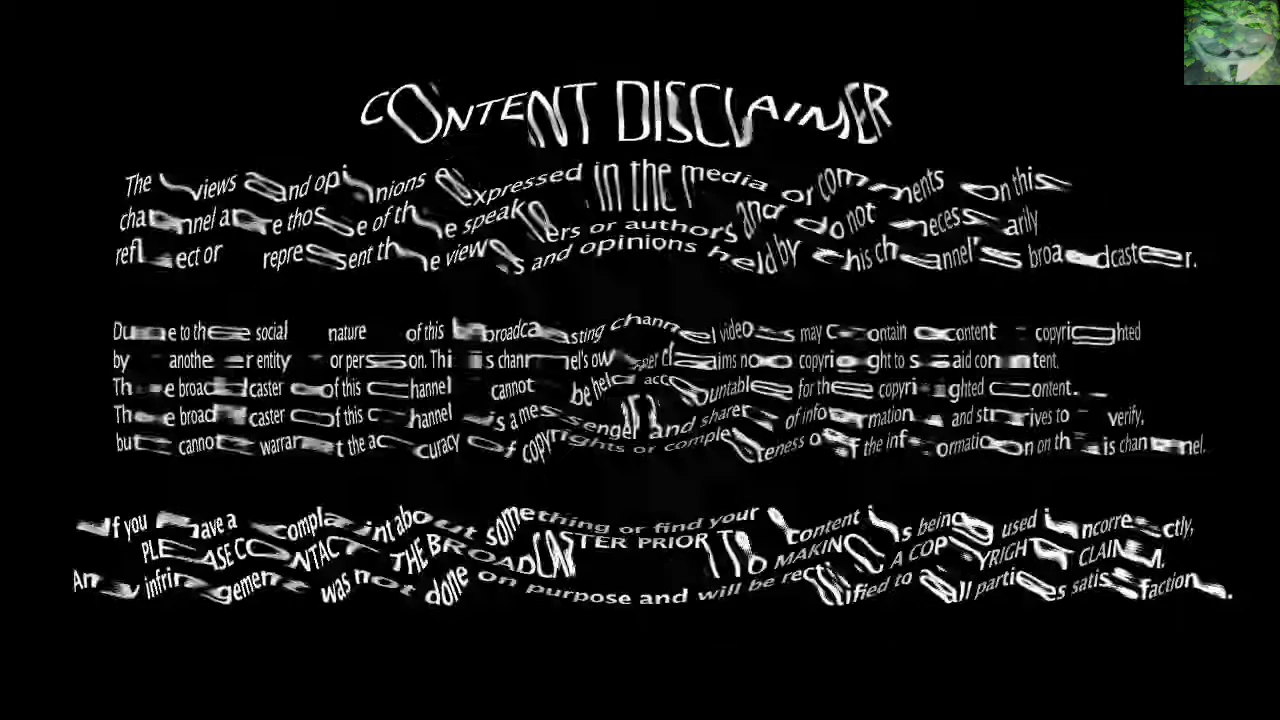 CONTENT DISCLAIMER
The views and opinions expressed in the media or comments on this
channel are those of the speakers or authors and do not necessarily
reflect or represent the views and opinions held by this channel's broadcaster.
Due to the social nature of this broadcasting channel videos may contain content copyrighted
by another entity or person. This channel's owner claims no copyright to said content.
The broadcaster of this channel cannot be held accountable for the copyrighted content.
The broadcaster of this channel is a messenger and sharer of information and strives to verify,
but cannot warrant the accuracy of copyrights or completeness of the information on this channel.
If you have a complaint about something or find your content is being used incorrectly,
PLEASE CONTACT THE BROADCASTER PRIOR TO MAKING A COPYRIGHT CLAIM.
Any infringement was not done on purpose and will be rectified to all parties satisfaction.